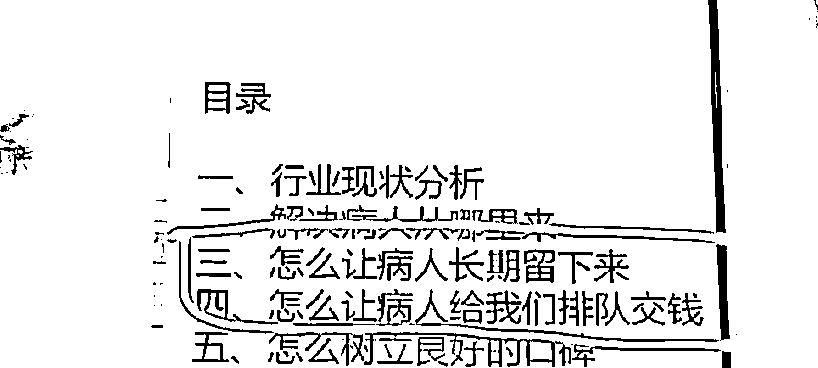 目录
一、行业现状分析
二、解决病人从哪里来
三、怎么让病人长期留下来
四、怎么让病人给我们排队交钱
五、怎么树立良好的口碑